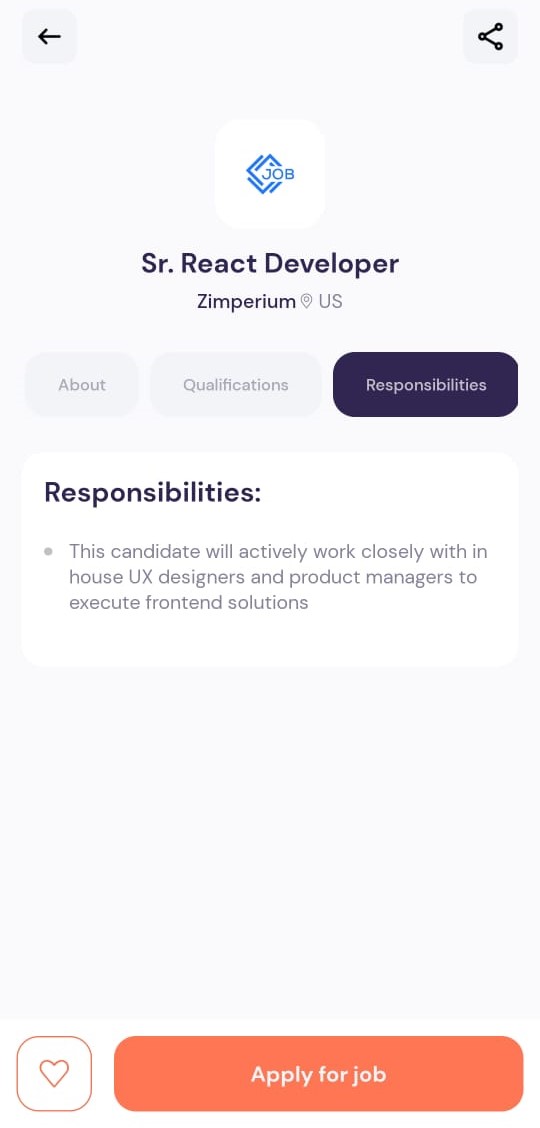 JOB
Sr. React Developer
Zimperium US
About
Qualifications
Responsibilities
Responsibilities:
This candidate will actively work closely with in
house UX designers and product managers to
execute frontend solutions
Apply for job